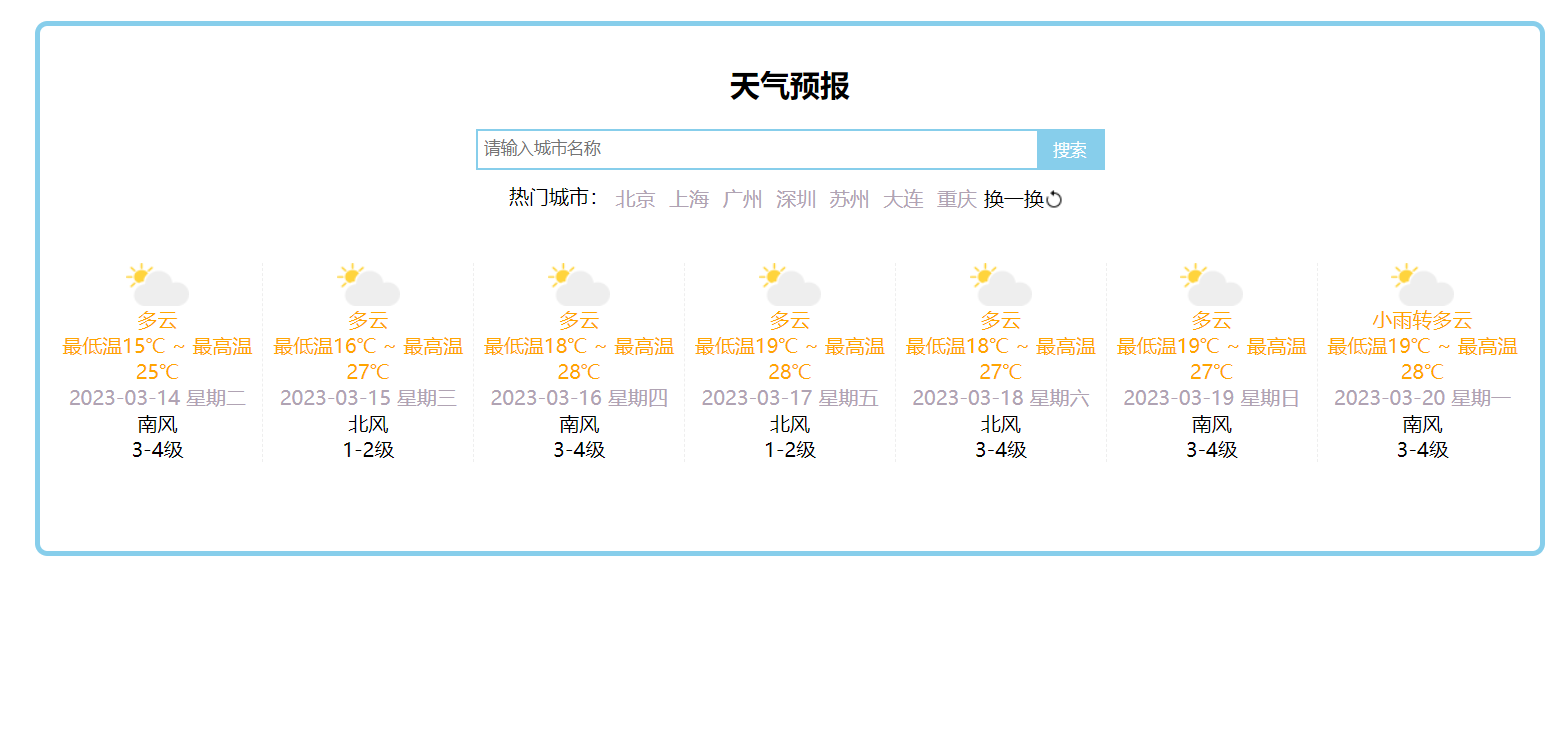 天气预报
请输入城市名称 搜索
热门城市： 北京 上海 广州 深圳 苏州 大连 重庆 换一换
多云
最低温15℃ ~ 最高温
25℃
2023-03-14 星期二
南风
3-4级
多云
最低温16℃ ~ 最高温
27℃
2023-03-15 星期三
北风
1-2级
多云
最低温18℃ ~ 最高温
28℃
2023-03-16 星期四
南风
3-4级
多云
最低温19℃ ~ 最高温
28℃
2023-03-17 星期五
北风
1-2级
多云
最低温18℃ ~ 最高温
27℃
2023-03-18 星期六
北风
3-4级
多云
最低温19℃ ~ 最高温
27℃
2023-03-19 星期日
南风
3-4级
小雨转多云
最低温19℃ ~ 最高温
28℃
2023-03-20 星期一
南风
3-4级